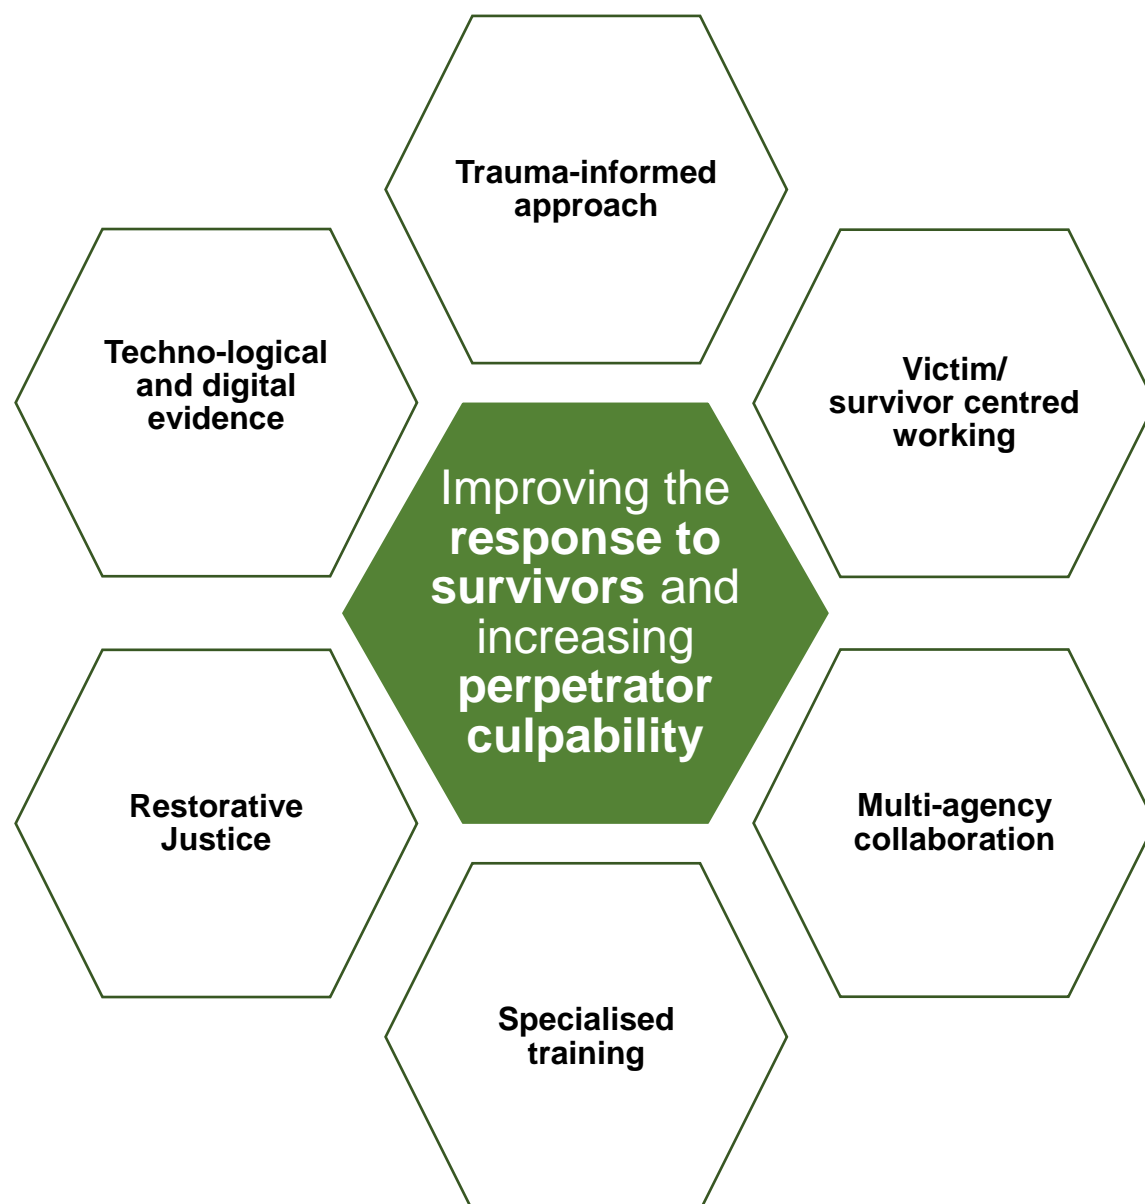 Trauma-informed
approach
Techno-logical
and digital
evidence
Victim/
survivor centred
working
Improving the
response to
survivors and
increasing
perpetrator
culpability
Restorative
Justice
Multi-agency
collaboration
Specialised
training